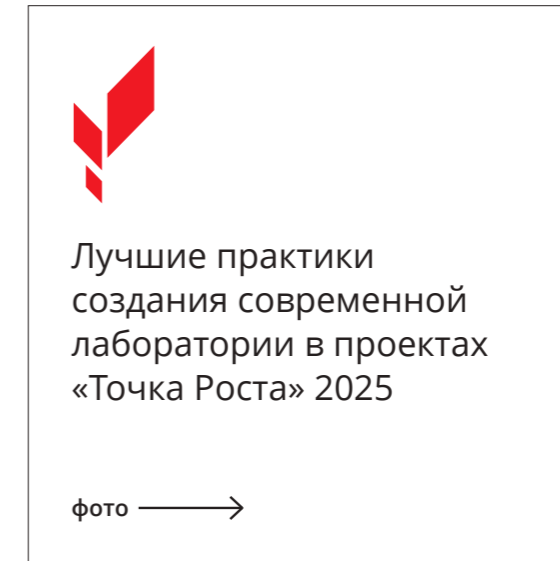 Лучшие практики
создания современной
лаборатории в проектах
«Точка Роста» 2025
фото